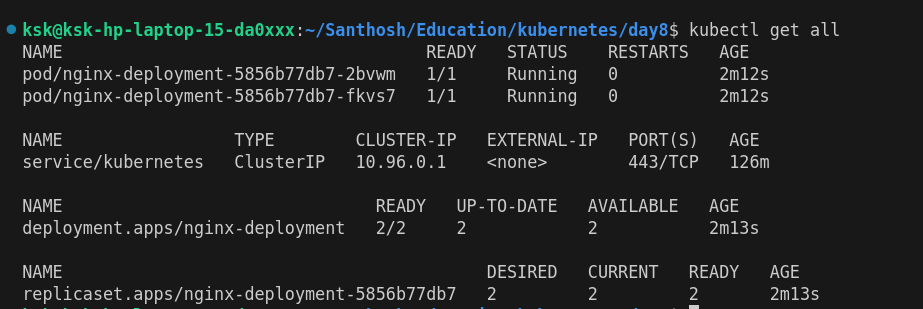 ksk@ksk-hp-laptop-15-da0xxx:~/Santhosh/Education/kubernetes/day8$ kubectl get all
NAME READY STATUS RESTARTS AGE
pod/nginx-deployment-5856b77db7-2bvwm 1/1 Running 0 2m12s
pod/nginx-deployment-5856b77db7-fkvs7 1/1 Running 0 2m12s
NAME TYPE CLUSTER-IP EXTERNAL-IP PORT(S) AGE
service/kubernetes ClusterIP 10.96.0.1 <none> 443/TCP 126m
NAME READY UP-TO-DATE AVAILABLE AGE
deployment.apps/nginx-deployment 2/2 2 2 2m13s
NAME DESIRED CURRENT READY AGE
replicaset.apps/nginx-deployment-5856b77db7 2 2 2 2m13s